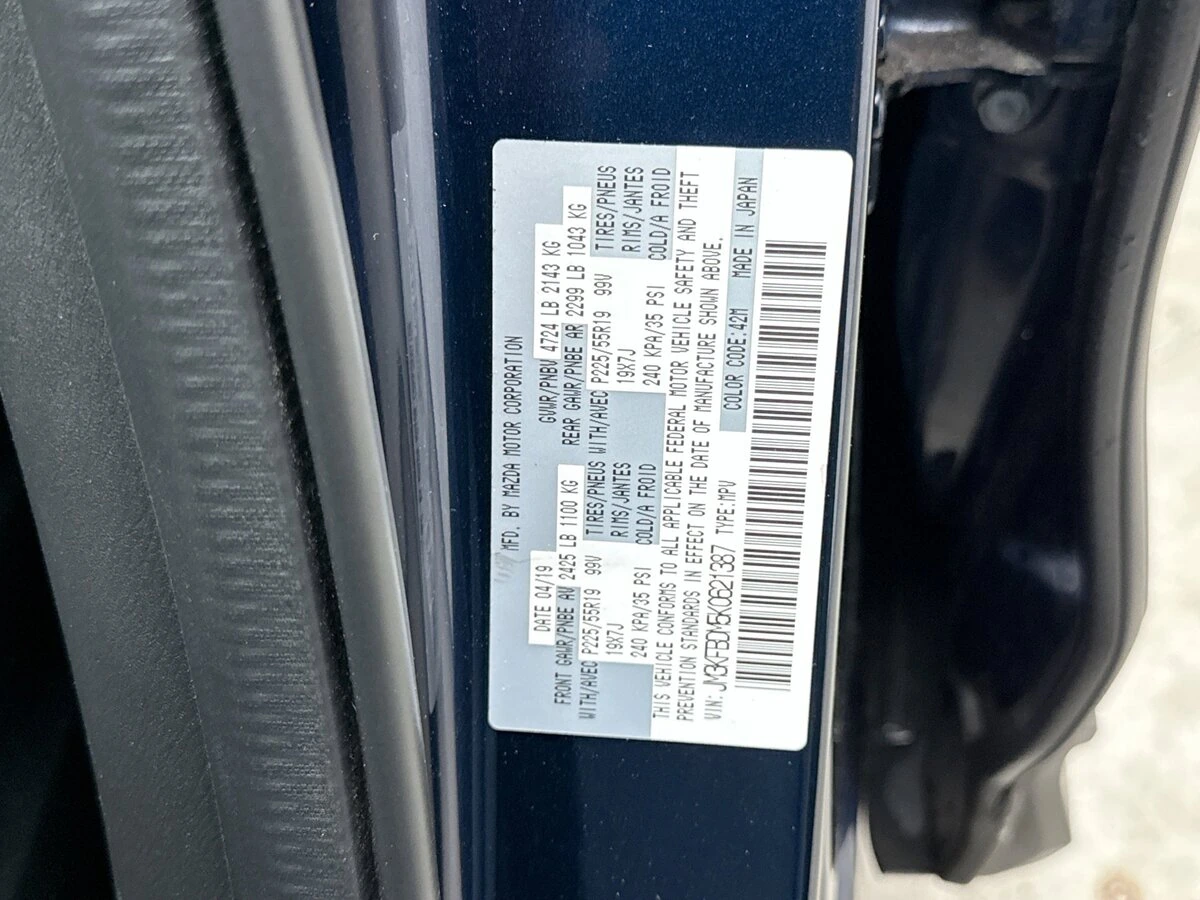 MFD. BY MAZDA MOTOR CORPORATION
DATE 04/19 GVWR/PNBV 4724 LB 2143 KG
FRONT GAWR/PNBE AV 2425 LB 1100 KG REAR GAWR/PNBE AR 2299 LB 1043 KG
WITH/AVEC P225/55R19 99V TIRES/PNEUS WITH/AVEC P225/55R19 99V TIRES/PNEUS
19X7J RIMS/JANTES 19X7J RIMS/JANTES
240 KPA/35 PSI COLD/A FROID 240 KPA/35 PSI COLD/A FROID
THIS VEHICLE CONFORMS TO ALL APPLICABLE FEDERAL MOTOR VEHICLE SAFETY AND THEFT
PREVENTION STANDARDS IN EFFECT ON THE DATE OF MANUFACTURE SHOWN ABOVE.
VIN: JM3KFBDM5K0621387 TYPE:MPV COLOR CODE:42M MADE IN JAPAN